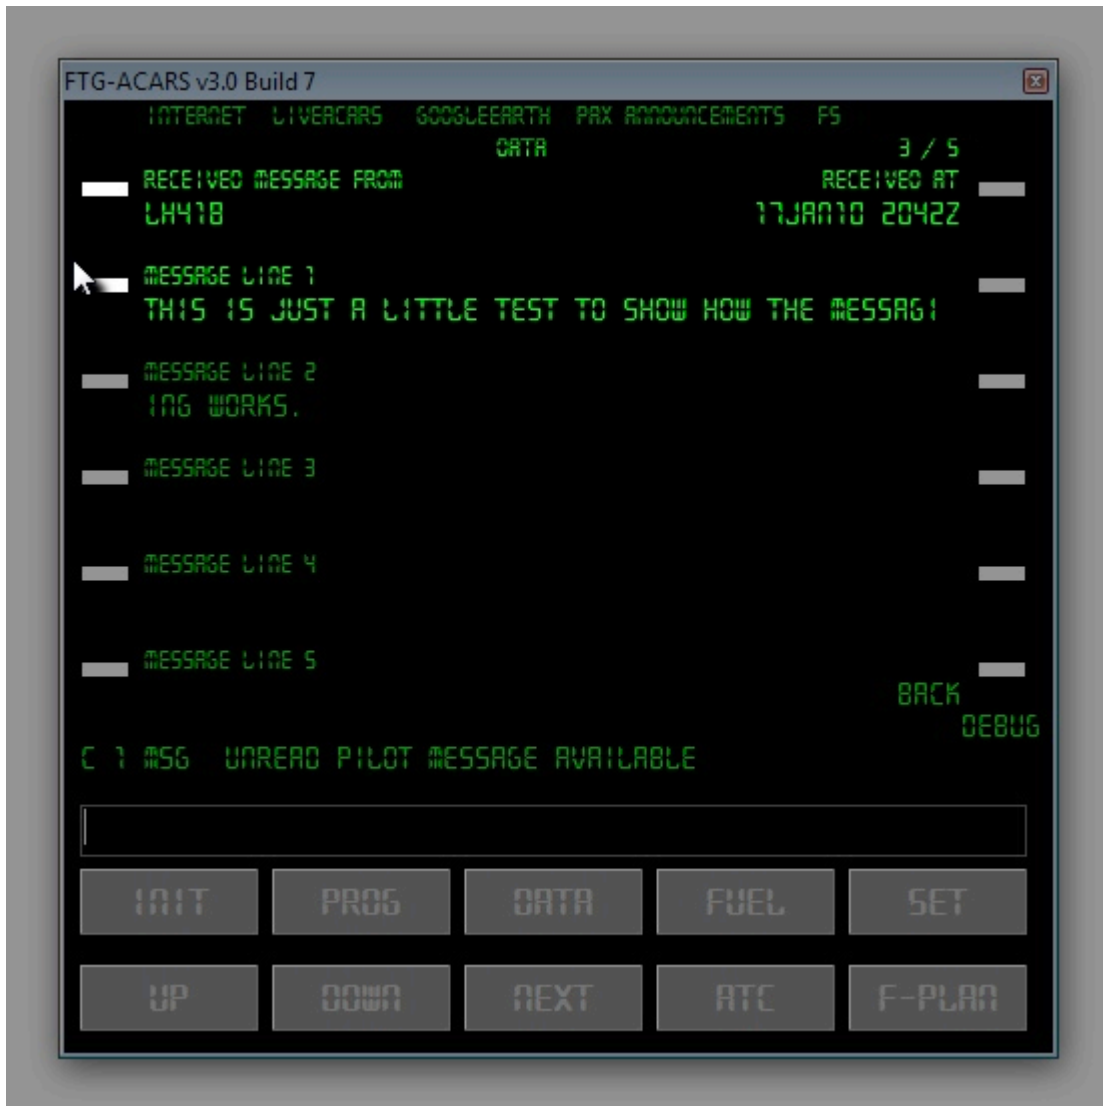 FTG-ACARS v3.0 Build 7
INTERNET LIVEACARS GOOGLEEARTH PAX ANNOUNCEMENTS FS
DATA 3 / 5
RECEIVED MESSAGE FROM RECEIVED AT
LH418 17JAN10 2042Z
MESSAGE LINE 1
THIS IS JUST A LITTLE TEST TO SHOW HOW THE MESSAGI
MESSAGE LINE 2
ING WORKS.
MESSAGE LINE 3
MESSAGE LINE 4
MESSAGE LINE 5
BACK
DEBUG
C 1 MSG UNREAD PILOT MESSAGE AVAILABLE
INIT PROG DATA FUEL SET
UP DOWN NEXT ATC F-PLAN